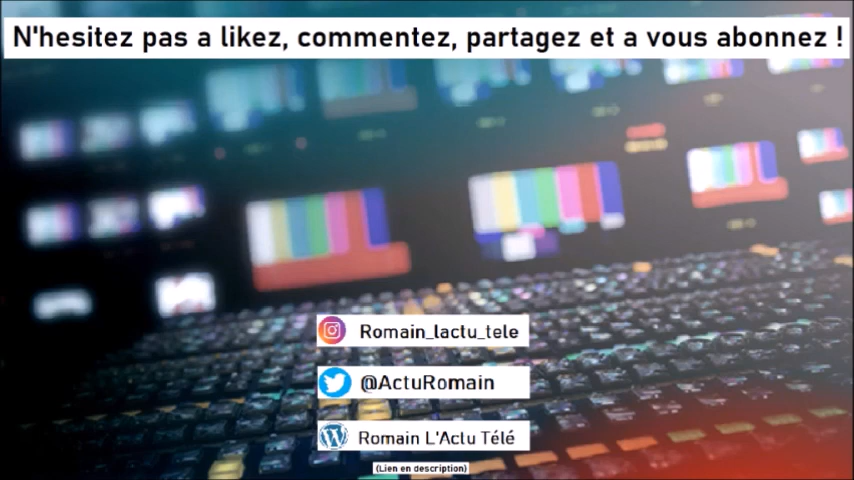 N'hesitez pas a likez, commentez, partagez et a vous abonnez !
Romain_lactu_tele
@ActuRomain
Romain L'Actu Télé
(Lien en description)